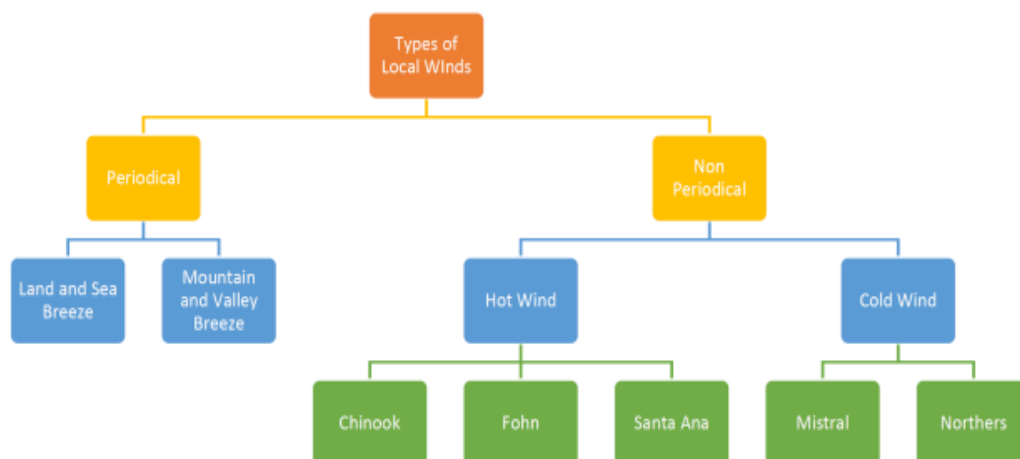 Types of
Local WInds
Periodical
Non
Periodical
Land and Sea
Breeze
Mountain
and Valley
Breeze
Hot Wind
Cold Wind
Chinook
Fohn
Santa Ana
Mistral
Northers